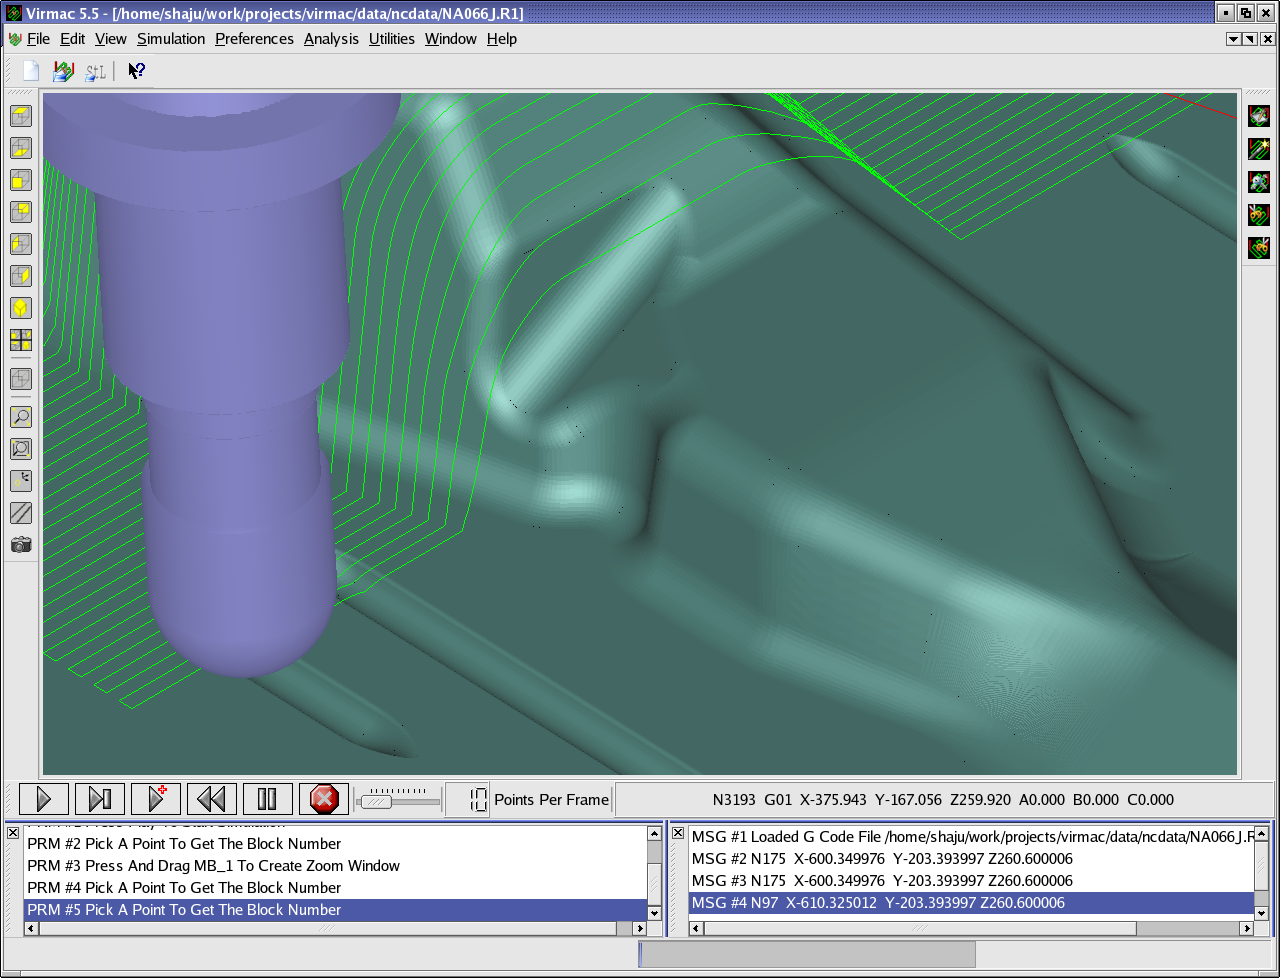 Virmac 5.5 - [/home/shaju/work/projects/virmac/data/ncdata/NA066_J.R1]
File Edit View Simulation Preferences Analysis Utilities Window Help
StL
10 Points Per Frame
N3193 G01 X-375.943 Y-167.056 Z259.920 A0.000 B0.000 C0.000
PRM #2 Pick A Point To Get The Block Number
PRM #3 Press And Drag MB_1 To Create Zoom Window
PRM #4 Pick A Point To Get The Block Number
PRM #5 Pick A Point To Get The Block Number
MSG #1 Loaded G Code File /home/shaju/work/projects/virmac/data/ncdata/NA066_J.R
MSG #2 N175 X-600.349976 Y-203.393997 Z260.600006
MSG #3 N175 X-600.349976 Y-203.393997 Z260.600006
MSG #4 N97 X-610.325012 Y-203.393997 Z260.600006